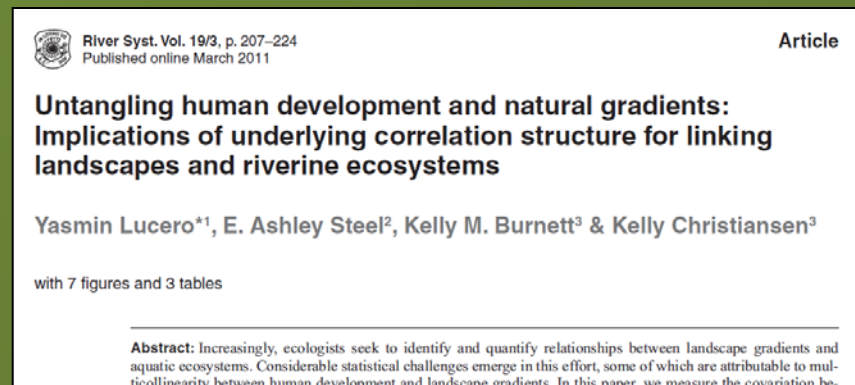 River Syst. Vol. 19/3, p. 207–224
Article
Published online March 2011
Untangling human development and natural gradients:
Implications of underlying correlation structure for linking
landscapes and riverine ecosystems
Yasmin Lucero*¹, E. Ashley Steel², Kelly M. Burnett³ & Kelly Christiansen³
with 7 figures and 3 tables
Abstract: Increasingly, ecologists seek to identify and quantify relationships between landscape gradients and
aquatic ecosystems. Considerable statistical challenges emerge in this effort, some of which are attributable to mul-
ticollinearity between human development and landscape gradients. In this paper, we measure the covariation be-